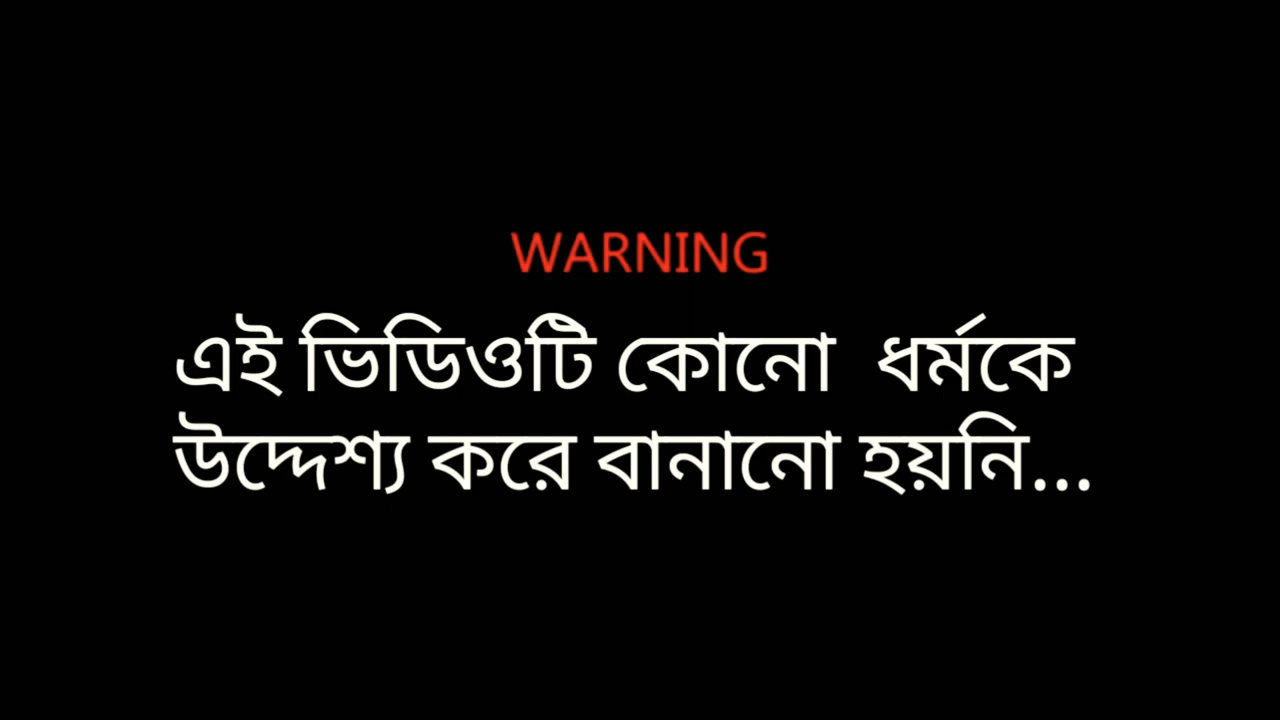 WARNING
এই ভিডিওটি কোনো ধর্মকে
উদ্দেশ্য করে বানানো হয়নি...